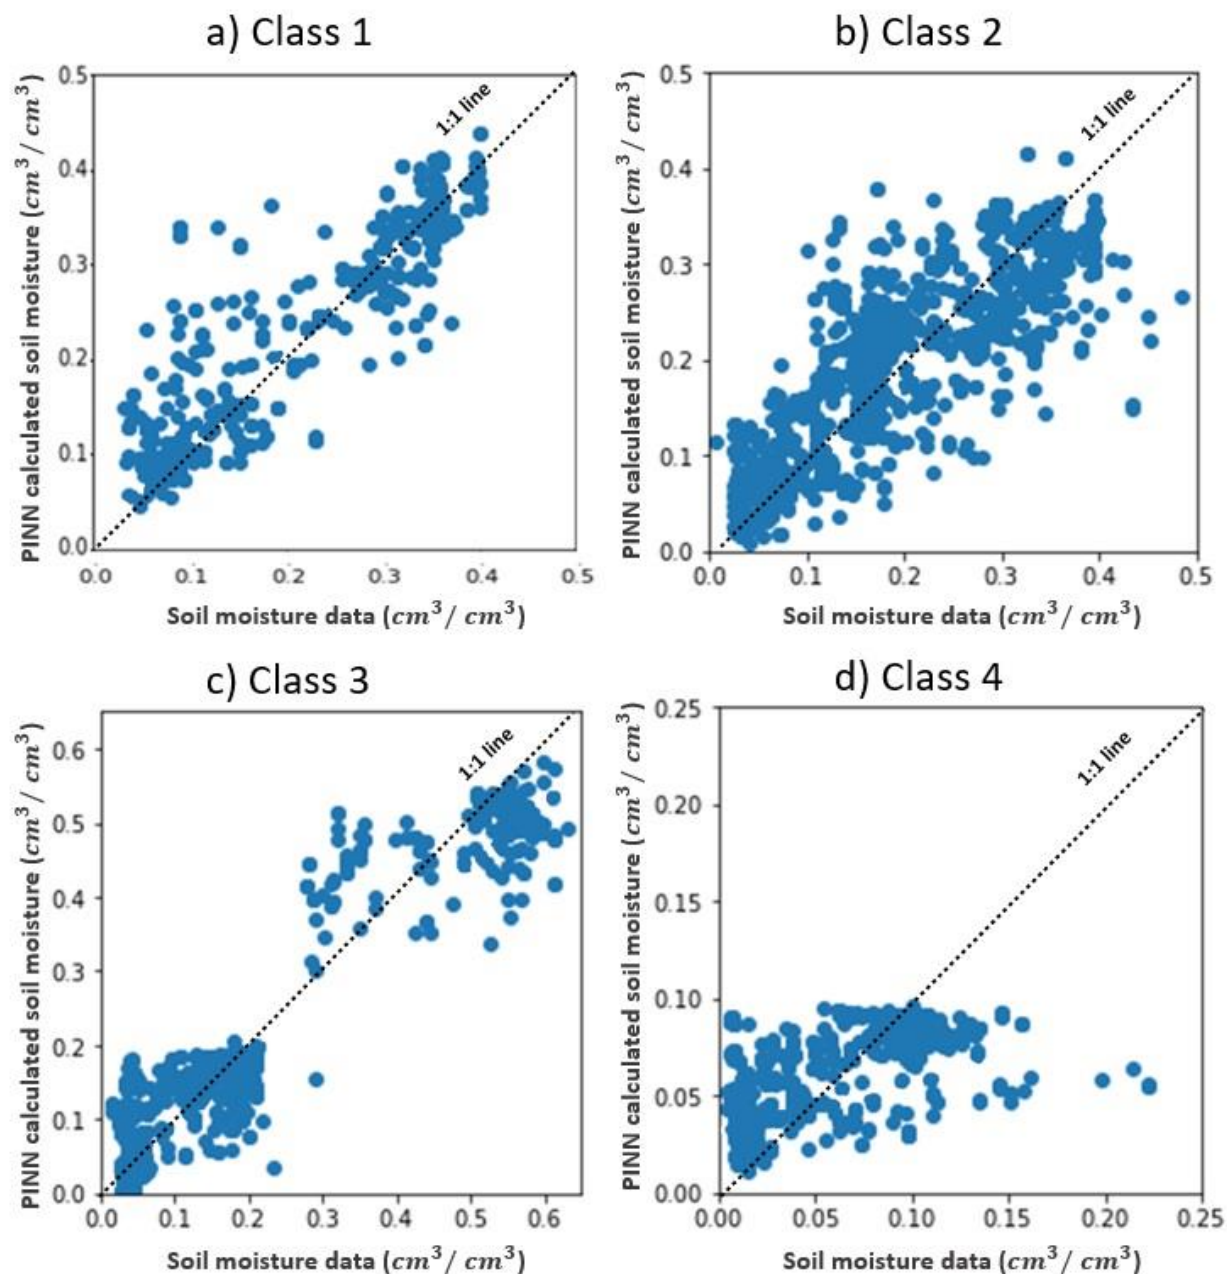 a) Class 1
PINN calculated soil moisture (cm³ / cm³)
0.5
0.4
0.3
0.2
0.1
0.0
1:1 line
0.0 0.1 0.2 0.3 0.4 0.5
Soil moisture data (cm³/ cm³)
b) Class 2
PINN calculated soil moisture (cm³ / cm³)
0.5
0.4
0.3
0.2
0.1
0.0
1:1 line
0.0 0.1 0.2 0.3 0.4 0.5
Soil moisture data (cm³/ cm³)
c) Class 3
PINN calculated soil moisture (cm³ / cm³)
0.6
0.5
0.4
0.3
0.2
0.1
0.0
1:1 line
0.0 0.1 0.2 0.3 0.4 0.5 0.6
Soil moisture data (cm³/ cm³)
d) Class 4
PINN calculated soil moisture (cm³ / cm³)
0.25
0.20
0.15
0.10
0.05
0.00
1:1 line
0.00 0.05 0.10 0.15 0.20 0.25
Soil moisture data (cm³/ cm³)